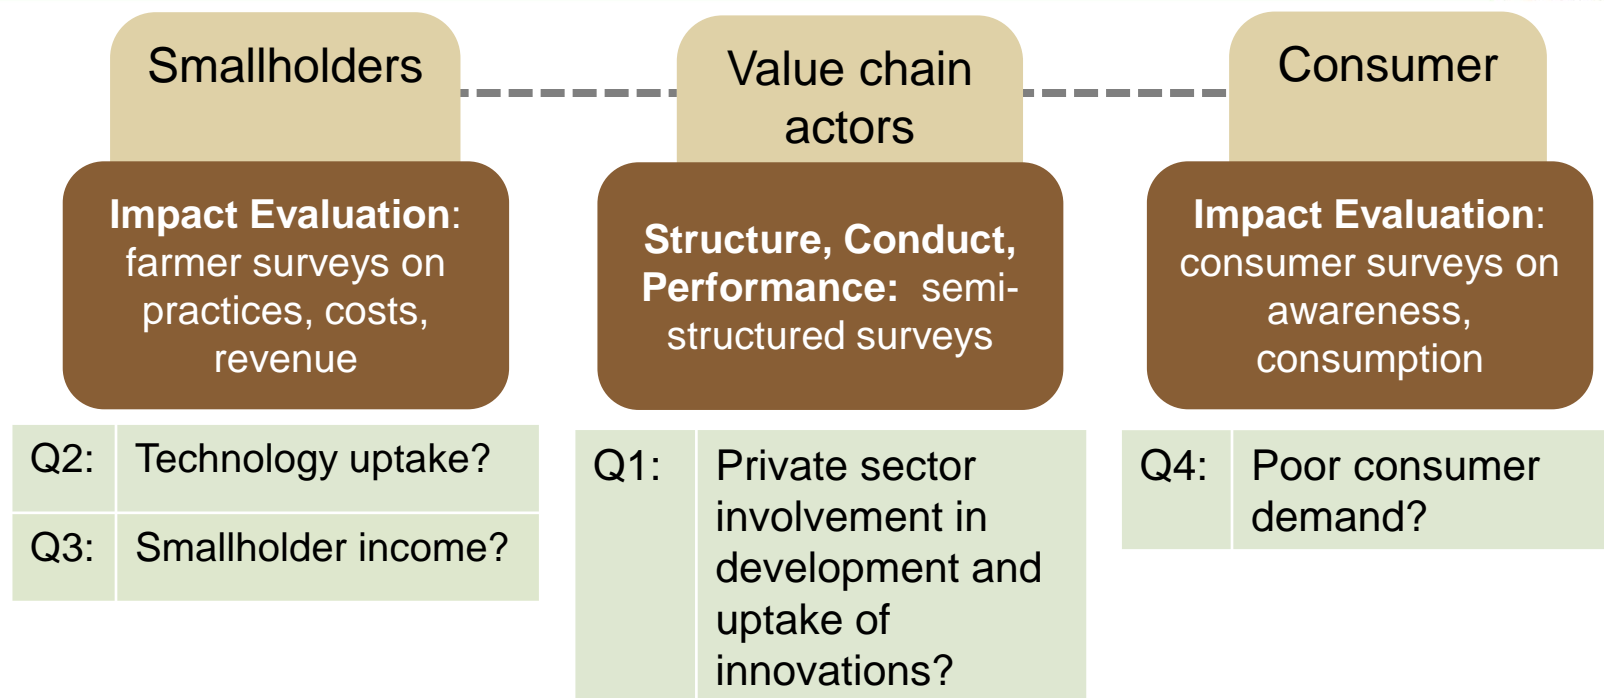 Smallholders
Impact Evaluation:
farmer surveys on
practices, costs,
revenue
Q2: Technology uptake?
Q3: Smallholder income?
Value chain
actors
Structure, Conduct,
Performance: semi-
structured surveys
Q1: Private sector
involvement in
development and
uptake of
innovations?
Consumer
Impact Evaluation:
consumer surveys on
awareness,
consumption
Q4: Poor consumer
demand?